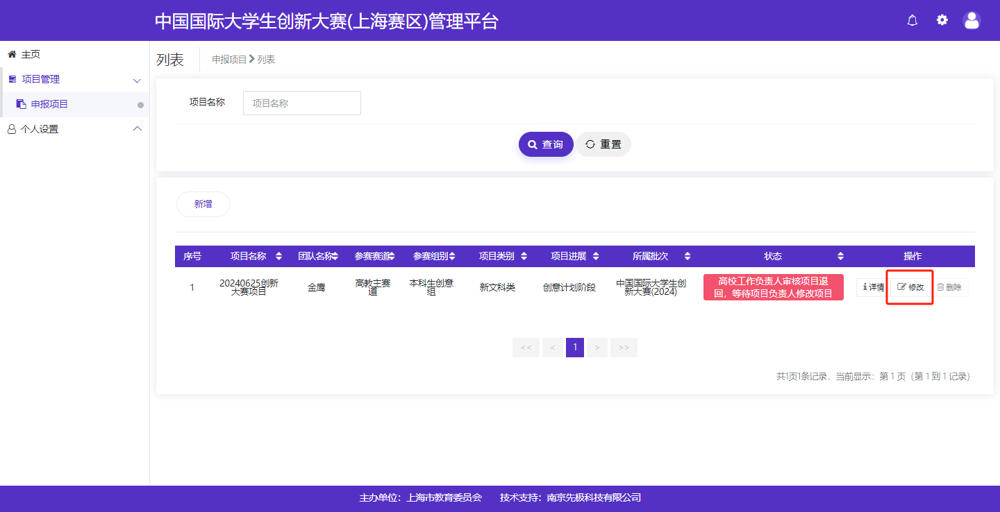 中国国际大学生创新大赛(上海赛区)管理平台
主页
项目管理
申报项目
个人设置
列表
申报项目 列表
项目名称 项目名称
查询 重置
新增
序号 项目名称 团队名称 参赛赛道 参赛组别 项目类别 项目进展 所属批次 状态 操作
1
20240625创新
大赛项目
金鹰
高教主赛
道
本科生创意
组
新文科类
创意计划阶段
中国国际大学生创
新大赛(2024)
高校工作负责人审核项目退
回，等待项目负责人修改项目
详情 修改 删除
<< < 1 > >>
共1页1条记录，当前显示：第 1 页（第 1 到 1 记录）
主办单位：上海市教育委员会 技术支持：南京先极科技有限公司